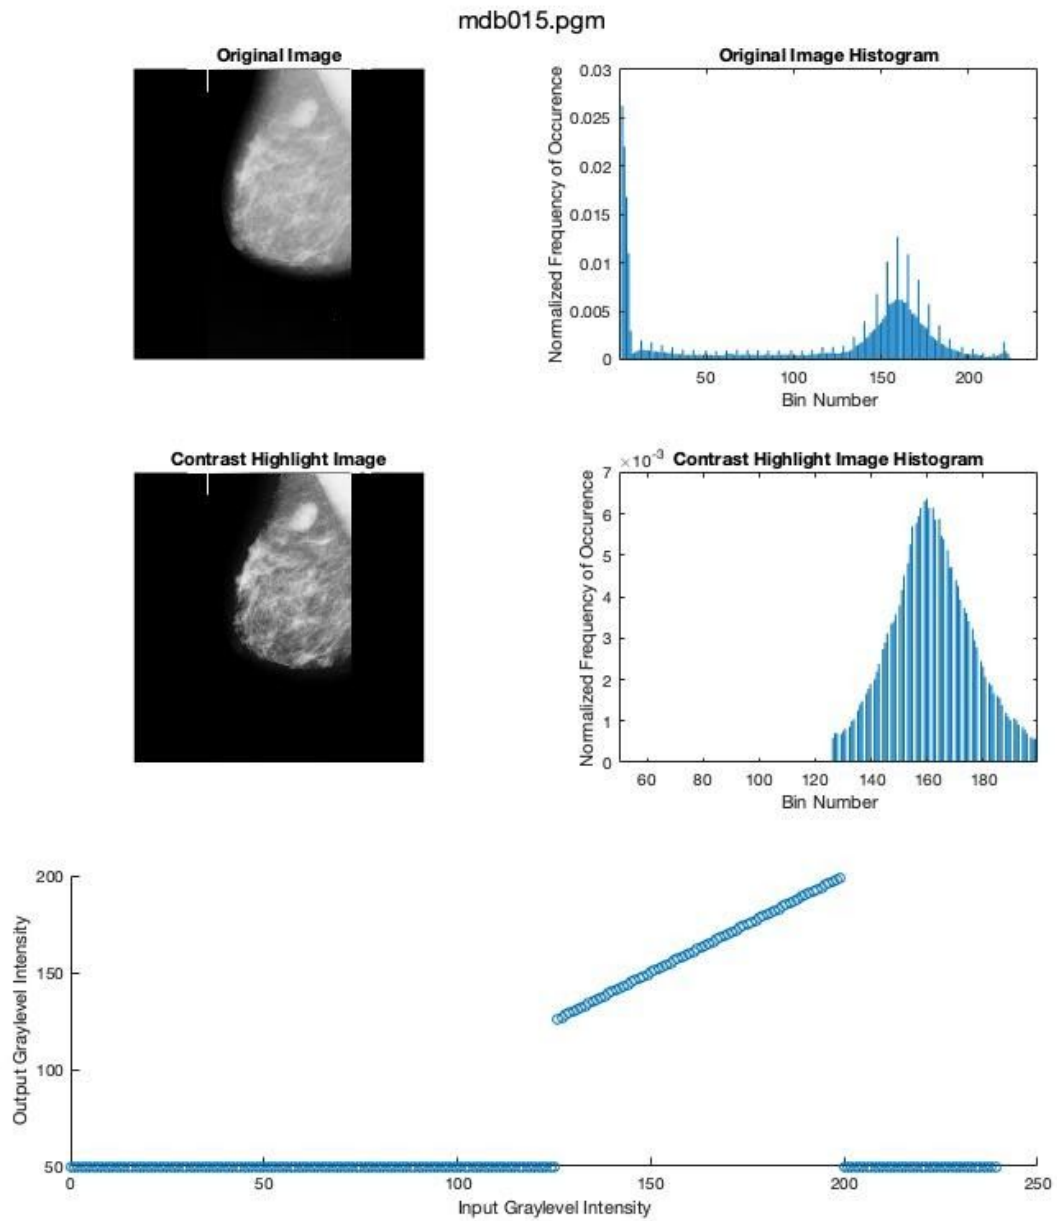 mdb015.pgm
Original Image
Original Image Histogram
Normalized Frequency of Occurence
0.03
0.025
0.02
0.015
0.01
0.005
0
50 100 150 200
Bin Number
Contrast Highlight Image
×10⁻³ Contrast Highlight Image Histogram
Normalized Frequency of Occurence
7
6
5
4
3
2
1
0
60 80 100 120 140 160 180
Bin Number
Output Graylevel Intensity
200
150
100
50
0 50 100 150 200 250
Input Graylevel Intensity